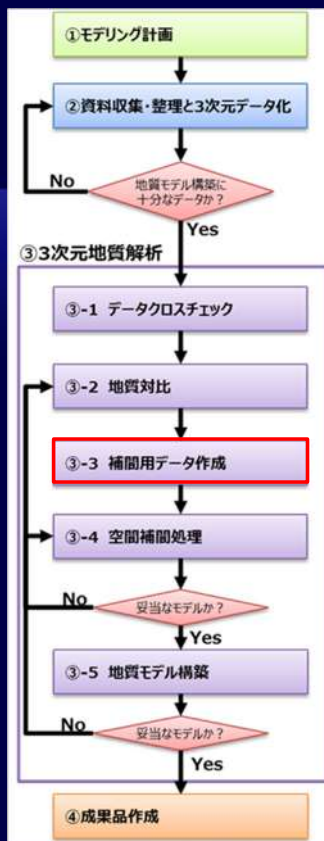 ①モデリング計画
②資料収集・整理と3次元データ化
No
地質モデル構築に
十分なデータか？
Yes
③3次元地質解析
③-1 データクロスチェック
③-2 地質対比
③-3 補間用データ作成
③-4 空間補間処理
No
妥当なモデルか？
Yes
③-5 地質モデル構築
No
妥当なモデルか？
Yes
④成果品作成